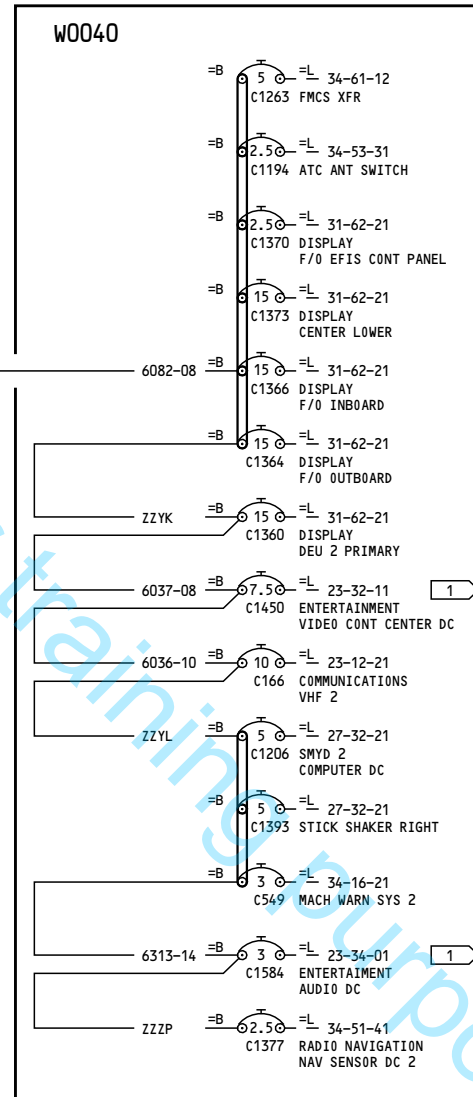 W0040
=B 5 =L 34-61-12
C1263 FMCS XFR
=B 2.5 =L 34-53-31
C1194 ATC ANT SWITCH
=B 2.5 =L 31-62-21
C1370 DISPLAY
F/O EFIS CONT PANEL
=B 15 =L 31-62-21
C1373 DISPLAY
CENTER LOWER
6082-08 =B 15 =L 31-62-21
C1366 DISPLAY
F/O INBOARD
=B 15 =L 31-62-21
C1364 DISPLAY
F/O OUTBOARD
ZZYK =B 15 =L 31-62-21
C1360 DISPLAY
DEU 2 PRIMARY
6037-08 =B 7.5 =L 23-32-11 1
C1450 ENTERTAINMENT
VIDEO CONT CENTER DC
6036-10 =B 10 =L 23-12-21
C166 COMMUNICATIONS
VHF 2
ZZYL =B 5 =L 27-32-21
C1206 SMYD 2
COMPUTER DC
=B 5 =L 27-32-21
C1393 STICK SHAKER RIGHT
=B 3 =L 34-16-21
C549 MACH WARN SYS 2
6313-14 =B 3 =L 23-34-01 1
C1584 ENTERTAIMENT
AUDIO DC
ZZZP =B 2.5 =L 34-51-41
C1377 RADIO NAVIGATION
NAV SENSOR DC 2
training purpo